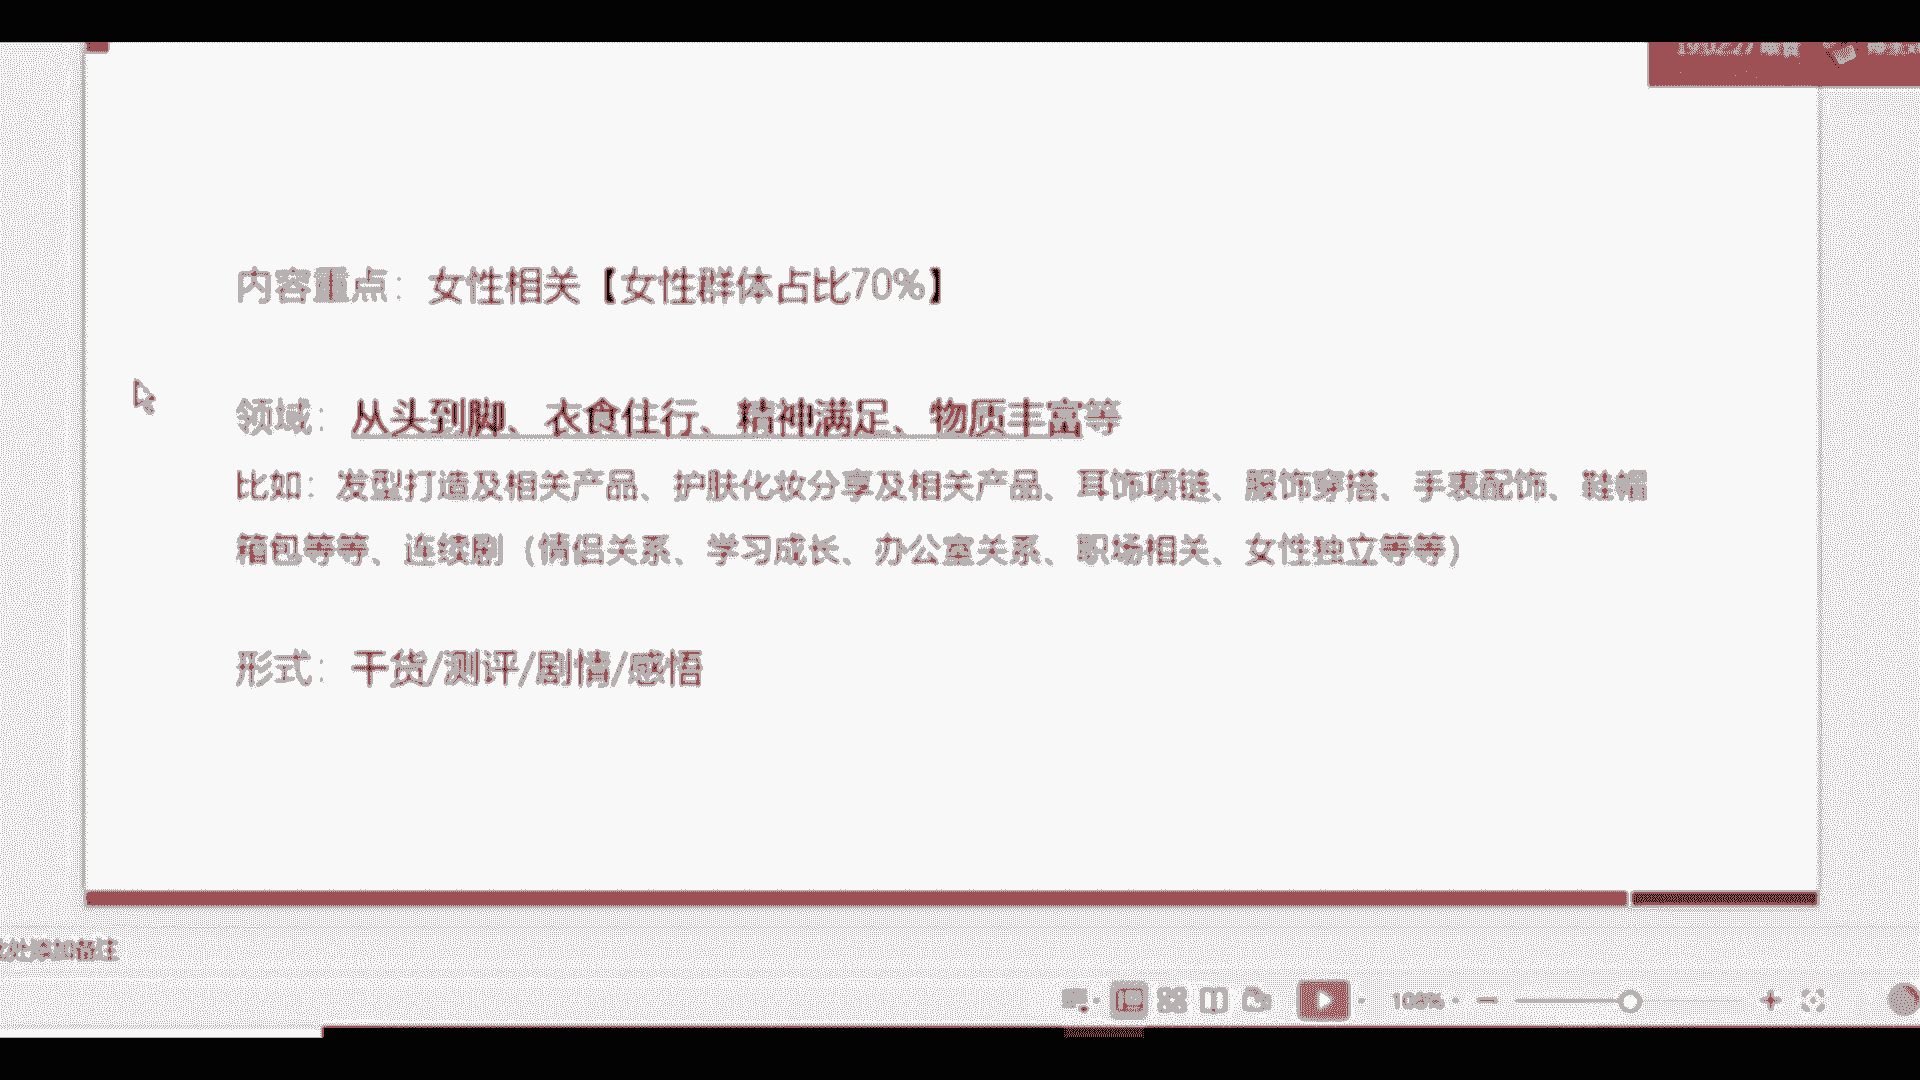 内容重点：女性相关【女性群体占比70%】
领域：从头到脚、衣食住行、精神满足、物质丰富等
比如：发型打造及相关产品、护肤化妆分享及相关产品、耳饰项链、服饰穿搭、手表配饰、鞋帽
箱包等等、连续剧（情侣关系、学习成长、办公室关系、职场相关、女性独立等等）
形式：干货/测评/剧情/感悟
处添加备注